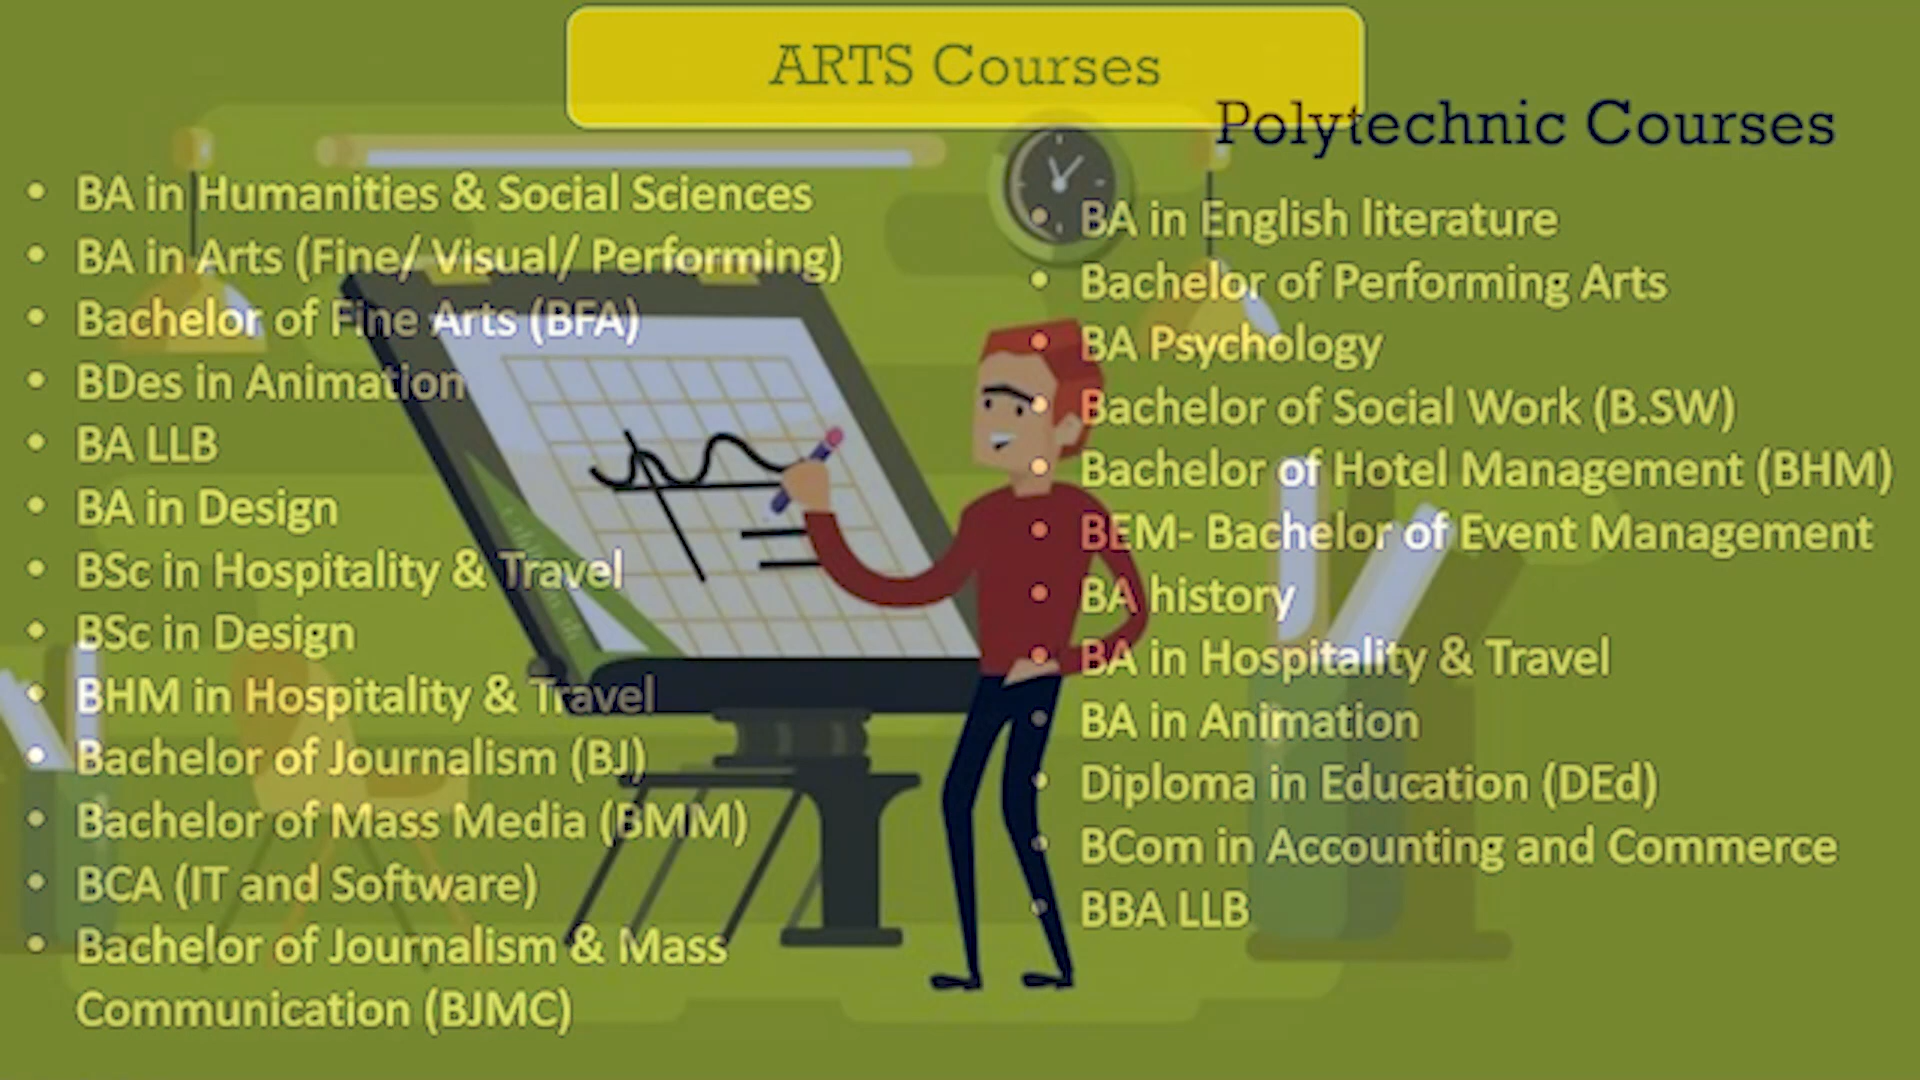 ARTS Courses
Polytechnic Courses
• BA in Humanities & Social Sciences
• BA in Arts (Fine/ Visual/ Performing)
• Bachelor of Fine Arts (BFA)
• BDes in Animation
• BA LLB
• BA in Design
• BSc in Hospitality & Travel
• BSc in Design
• BHM in Hospitality & Travel
• Bachelor of Journalism (BJ)
• Bachelor of Mass Media (BMM)
• BCA (IT and Software)
• Bachelor of Journalism & Mass
Communication (BJMC)
• BA in English literature
• Bachelor of Performing Arts
• BA Psychology
• Bachelor of Social Work (B.SW)
• Bachelor of Hotel Management (BHM)
• BEM- Bachelor of Event Management
• BA history
• BA in Hospitality & Travel
• BA in Animation
• Diploma in Education (DEd)
• BCom in Accounting and Commerce
• BBA LLB